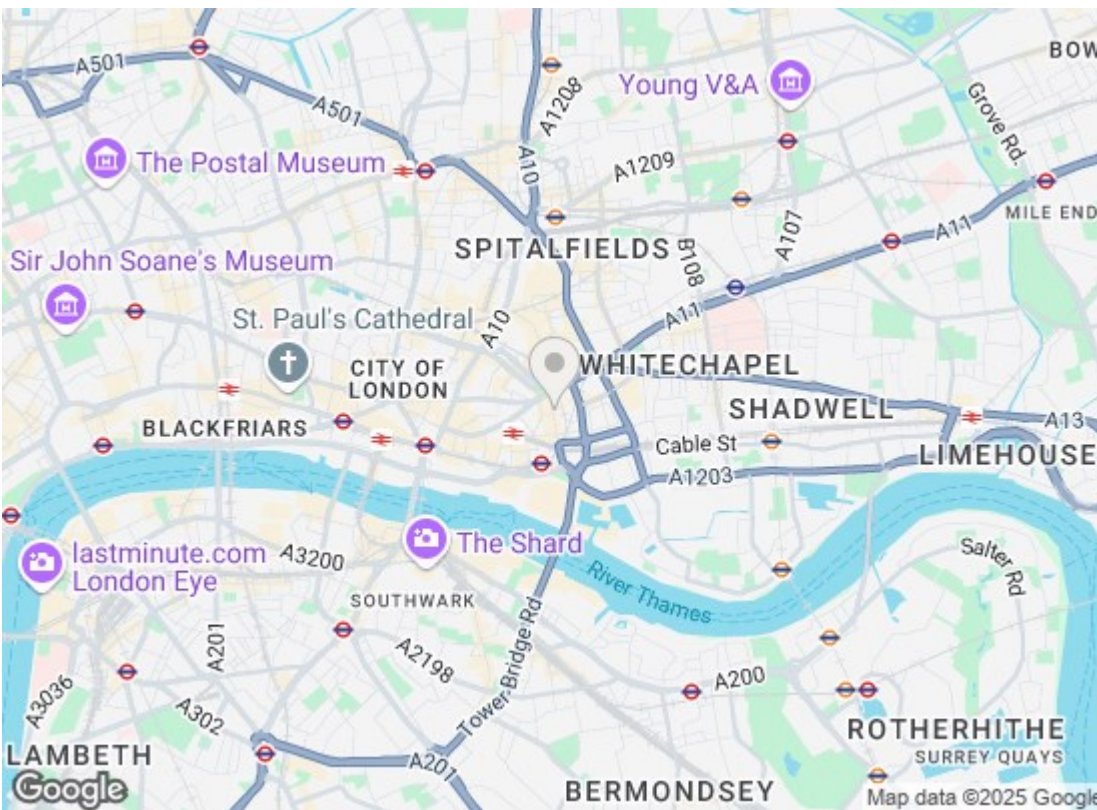 BOW
A501
A1208
Young V&A
Grove Rd
A501
The Postal Museum
A10
A1209
MILE END
A107
A11
SPITALFIELDS
B108
Sir John Soane's Museum
A10
A11
St. Paul's Cathedral
CITY OF
LONDON
WHITECHAPEL
SHADWELL
A13
BLACKFRIARS
Cable St
LIMEHOUSE
A1203
The Shard
lastminute.com
London Eye
A3200
Salter Rd
River Thames
SOUTHWARK
A201
A2198
Tower Bridge Rd
A200
A3036
A302
ROTHERHITHE
SURREY QUAYS
LAMBETH
A201
BERMONDSEY
Google
Map data ©2025 Google